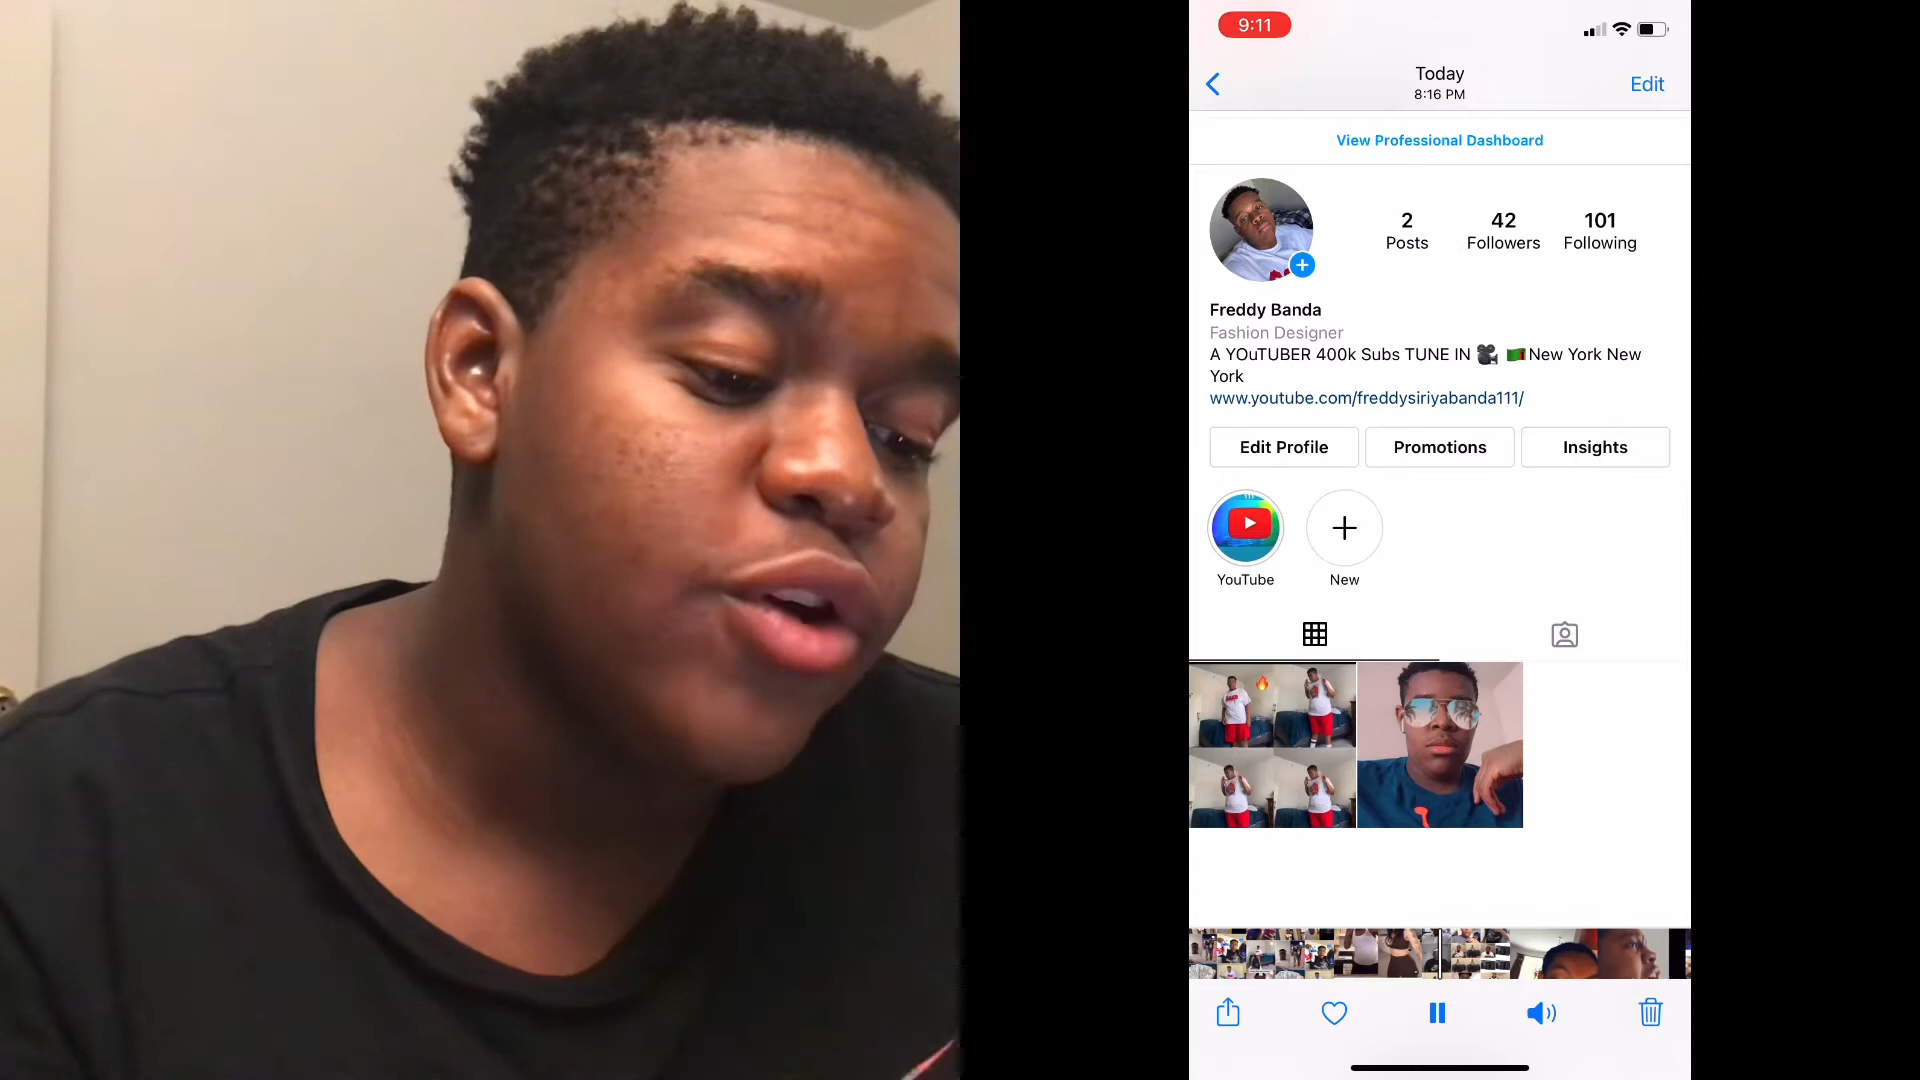 9:11
Today
8:16 PM
Edit
View Professional Dashboard
2
42
101
Posts
Followers
Following
Freddy Banda
Fashion Designer
A YOuTUBER 400k Subs TUNE IN 🎥 🇿🇲New York New
York
www.youtube.com/freddysiriyabanda111/
Edit Profile
Promotions
Insights
YouTube
New